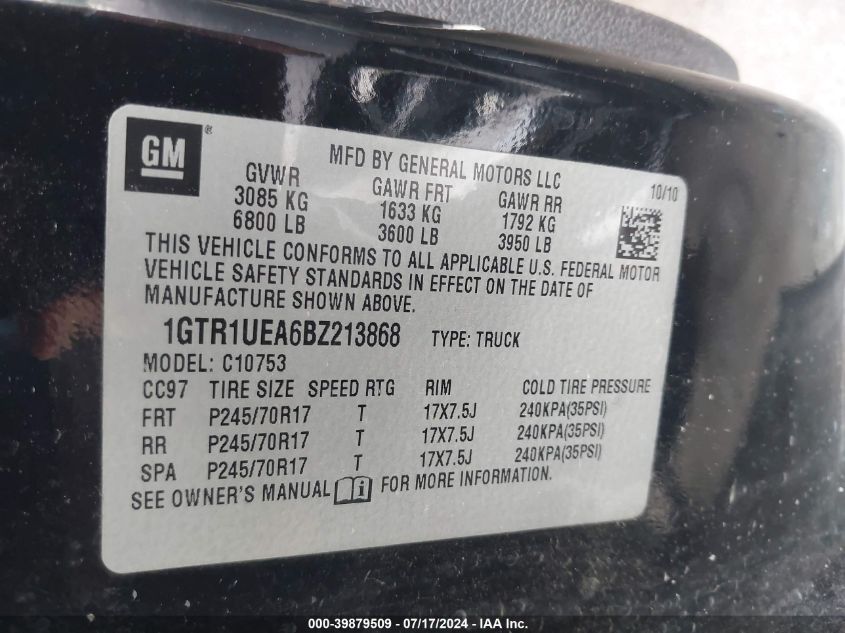 GM®
MFD BY GENERAL MOTORS LLC
10/10
GVWR GAWR FRT GAWR RR
3085 KG 1633 KG 1792 KG
6800 LB 3600 LB 3950 LB
THIS VEHICLE CONFORMS TO ALL APPLICABLE U.S. FEDERAL MOTOR
VEHICLE SAFETY STANDARDS IN EFFECT ON THE DATE OF
MANUFACTURE SHOWN ABOVE.
1GTR1UEA6BZ213868 TYPE: TRUCK
MODEL: C10753
CC97 TIRE SIZE SPEED RTG RIM COLD TIRE PRESSURE
FRT P245/70R17 T 17X7.5J 240KPA(35PSI)
RR P245/70R17 T 17X7.5J 240KPA(35PSI)
SPA P245/70R17 T 17X7.5J 240KPA(35PSI)
SEE OWNER'S MANUAL i FOR MORE INFORMATION.
000-39879509 - 07/17/2024 - IAA Inc.